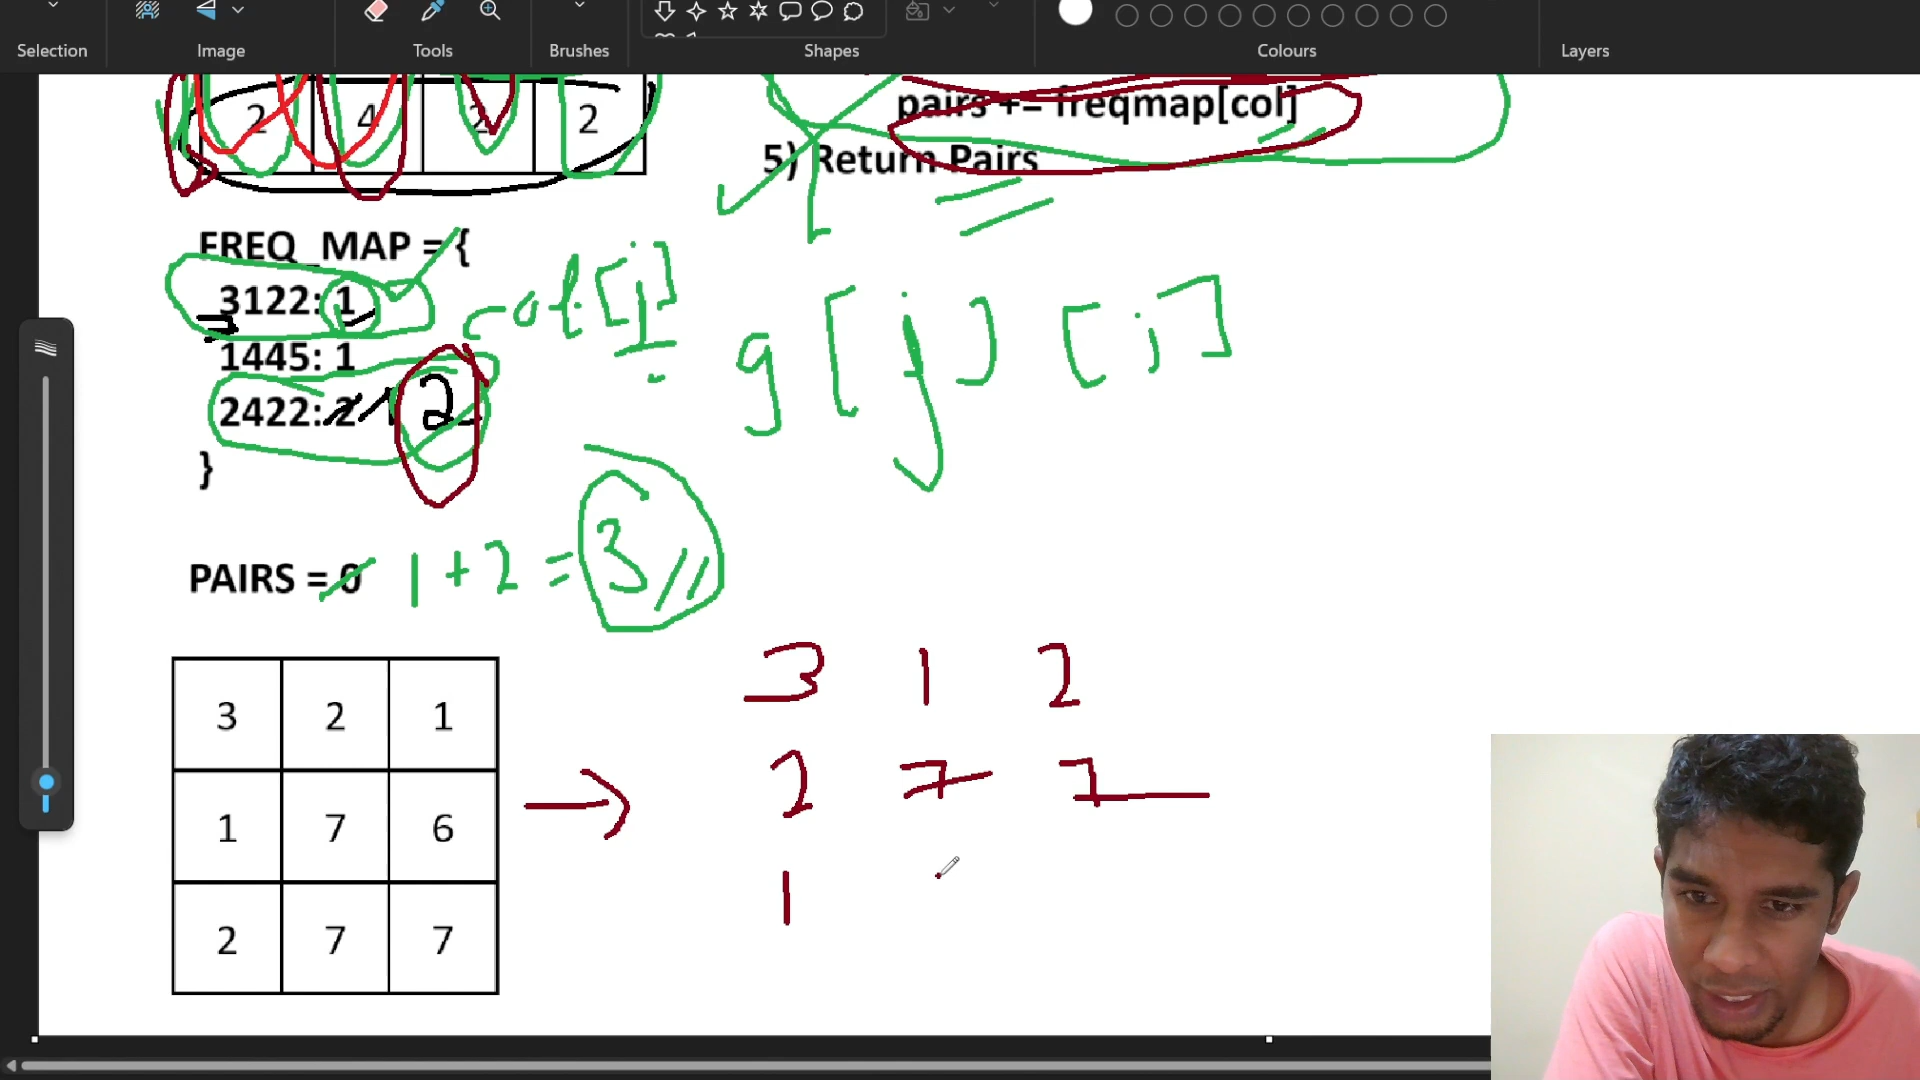 Selection Image Tools Brushes Shapes Colours Layers
2 4 2 2
pairs += freqmap[col]
5) Return Pairs
FREQ_MAP = {
3122: 1
1445: 1
2422: 2 1 2
}
col[j]
g[j][i]
PAIRS = 0 1 + 2 = 3
3 2 1
1 7 6
2 7 7
3 1 2
2 7 7
1